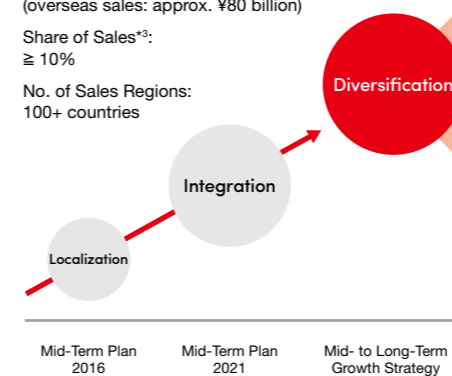 (overseas sales: approx. ¥80 billion)
Share of Sales*3:
≧ 10%
No. of Sales Regions:
100+ countries
Diversification
Integration
Localization
Mid-Term Plan
2016
Mid-Term Plan
2021
Mid- to Long-Term
Growth Strategy